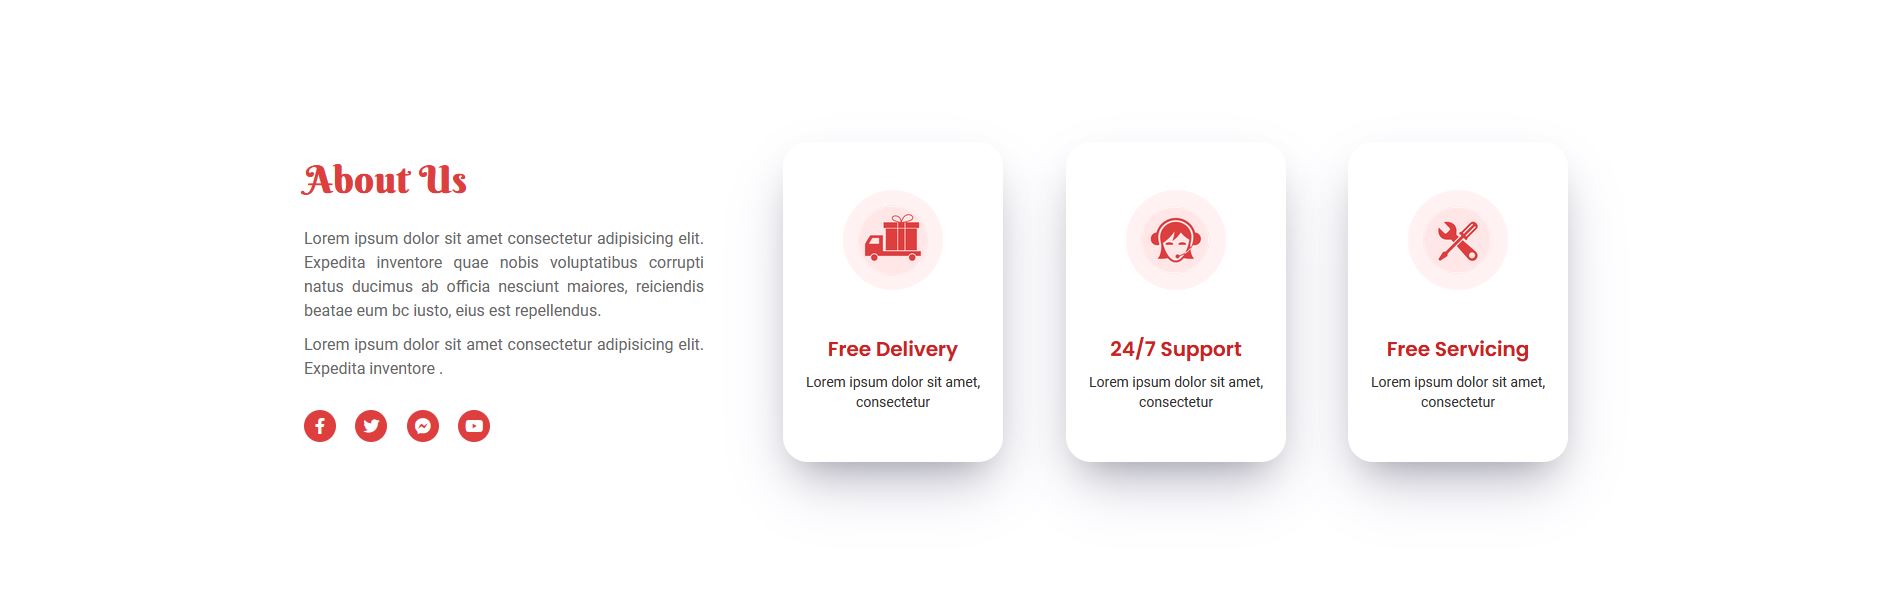 About Us
Lorem ipsum dolor sit amet consectetur adipisicing elit.
Expedita inventore quae nobis voluptatibus corrupti
natus ducimus ab officia nesciunt maiores, reiciendis
beatae eum bc iusto, eius est repellendus.
Lorem ipsum dolor sit amet consectetur adipisicing elit.
Expedita inventore .
Free Delivery
Lorem ipsum dolor sit amet,
consectetur
24/7 Support
Lorem ipsum dolor sit amet,
consectetur
Free Servicing
Lorem ipsum dolor sit amet,
consectetur